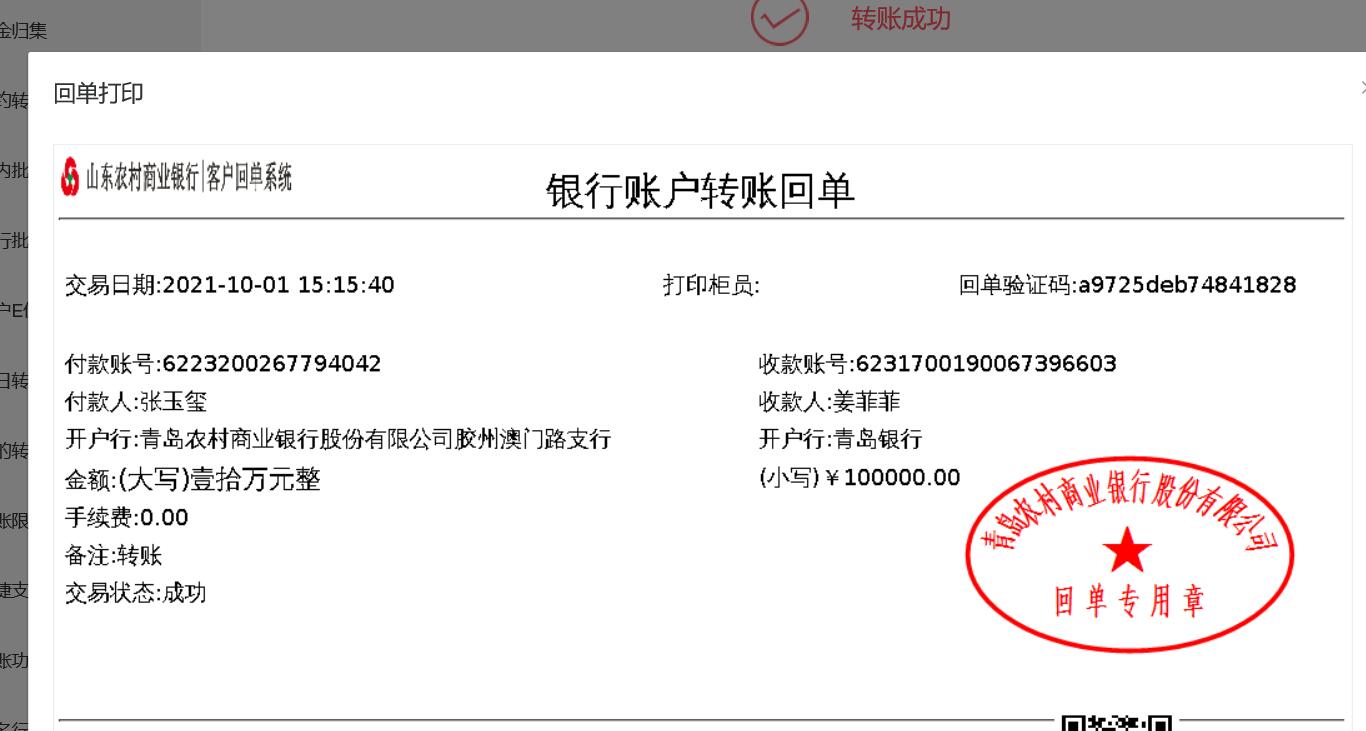 金归集
转账成功
回单打印
山东农村商业银行|客户回单系统
银行账户转账回单
交易日期:2021-10-01 15:15:40
打印柜员:
回单验证码:a9725deb74841828
付款账号:6223200267794042
收款账号:6231700190067396603
付款人:张玉玺
收款人:姜菲菲
开户行:青岛农村商业银行股份有限公司胶州澳门路支行
开户行:青岛银行
金额:(大写)壹拾万元整
(小写)￥100000.00
手续费:0.00
备注:转账
交易状态:成功
青岛农村商业银行股份有限公司
回单专用章
内批
行批
户E
日转
的转
账限
捷支
账功